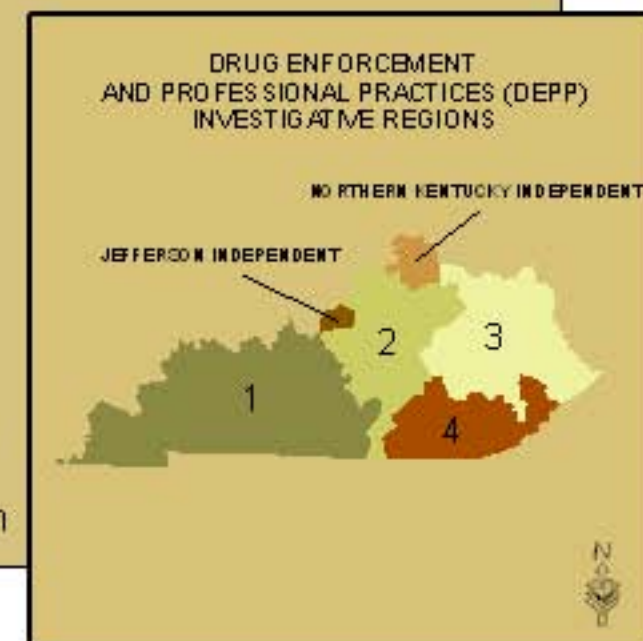 DRUG ENFORCEMENT
AND PROFESSIONAL PRACTICES (DEPP)
INVESTIGATIVE REGIONS
NORTHERN KENTUCKY INDEPENDENT
JEFFERSON INDEPENDENT
2
3
1
4
N